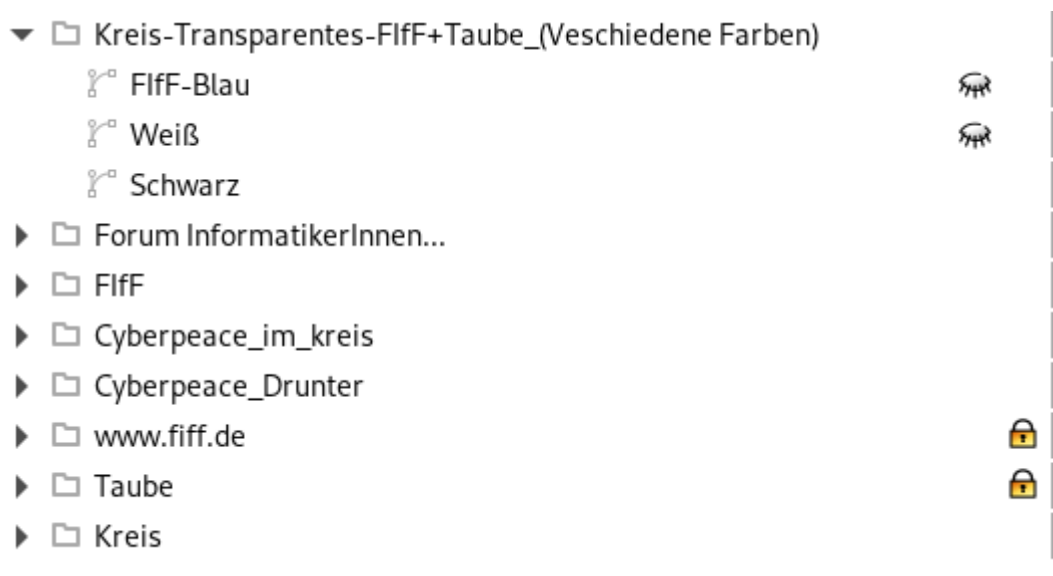 Kreis-Transparentes-FIfF+Taube_(Veschiedene Farben)
FIfF-Blau
Weiß
Schwarz
Forum InformatikerInnen...
FIfF
Cyberpeace_im_kreis
Cyberpeace_Drunter
www.fiff.de
Taube
Kreis